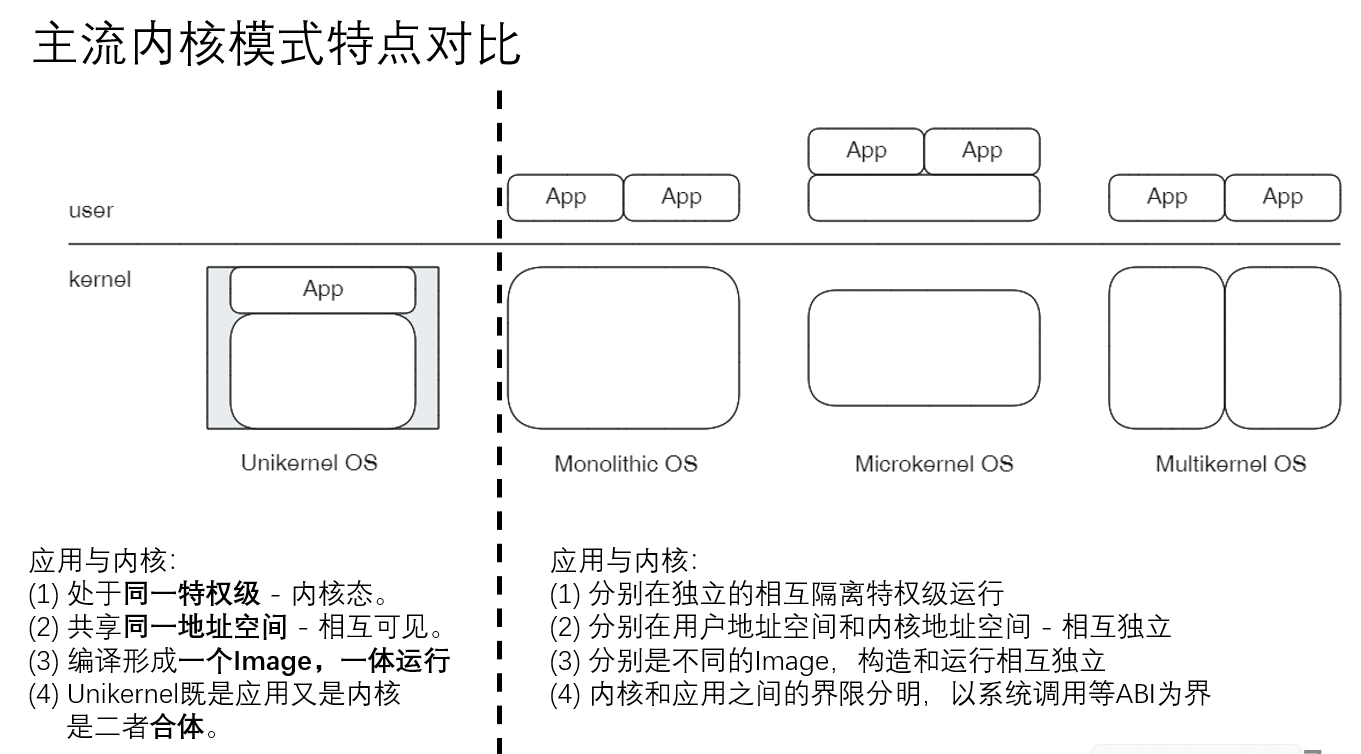 主流内核模式特点对比
App App
App App App App
user
kernel
App
Unikernel OS Monolithic OS Microkernel OS Multikernel OS
应用与内核：
(1) 处于同一特权级 - 内核态。
(2) 共享同一地址空间 - 相互可见。
(3) 编译形成一个Image，一体运行
(4) Unikernel既是应用又是内核
是二者合体。
应用与内核：
(1) 分别在独立的相互隔离特权级运行
(2) 分别在用户地址空间和内核地址空间 - 相互独立
(3) 分别是不同的Image，构造和运行相互独立
(4) 内核和应用之间的界限分明，以系统调用等ABI为界